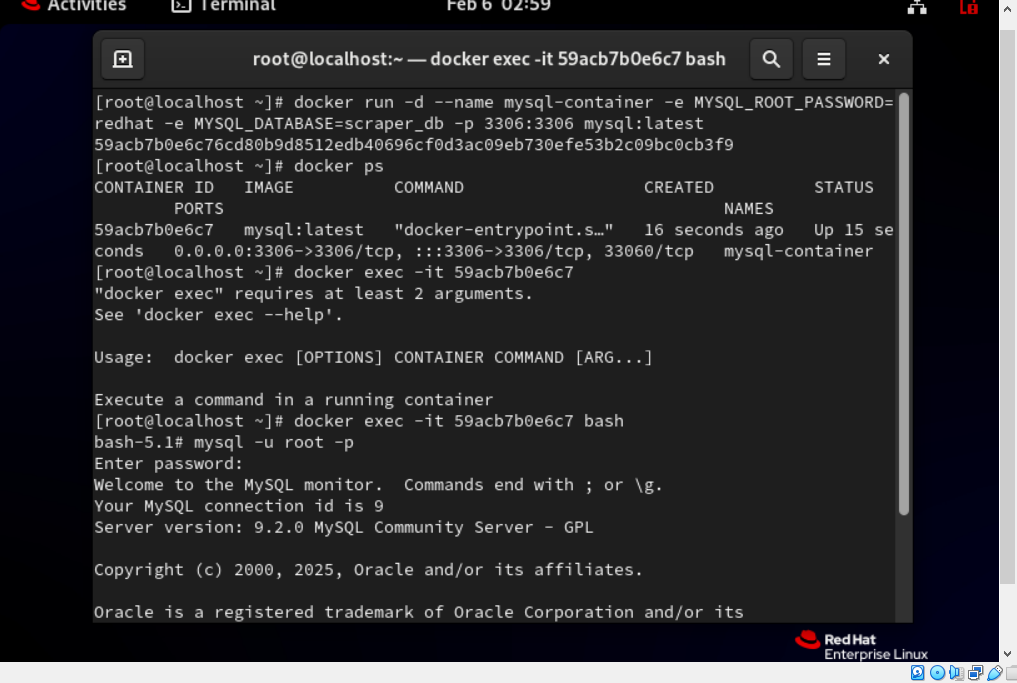 Activities Terminal Feb 6 02:59
root@localhost:~ — docker exec -it 59acb7b0e6c7 bash
[root@localhost ~]# docker run -d --name mysql-container -e MYSQL_ROOT_PASSWORD=
redhat -e MYSQL_DATABASE=scraper_db -p 3306:3306 mysql:latest
59acb7b0e6c76cd80b9d8512edb40696cf0d3ac09eb730efe53b2c09bc0cb3f9
[root@localhost ~]# docker ps
CONTAINER ID   IMAGE          COMMAND                  CREATED          STATUS
        PORTS                                                  NAMES
59acb7b0e6c7   mysql:latest   "docker-entrypoint.s…"   16 seconds ago   Up 15 se
conds   0.0.0.0:3306->3306/tcp, :::3306->3306/tcp, 33060/tcp   mysql-container
[root@localhost ~]# docker exec -it 59acb7b0e6c7
"docker exec" requires at least 2 arguments.
See 'docker exec --help'.
Usage:  docker exec [OPTIONS] CONTAINER COMMAND [ARG...]
Execute a command in a running container
[root@localhost ~]# docker exec -it 59acb7b0e6c7 bash
bash-5.1# mysql -u root -p
Enter password:
Welcome to the MySQL monitor.  Commands end with ; or \g.
Your MySQL connection id is 9
Server version: 9.2.0 MySQL Community Server - GPL
Copyright (c) 2000, 2025, Oracle and/or its affiliates.
Oracle is a registered trademark of Oracle Corporation and/or its
Red Hat
Enterprise Linux